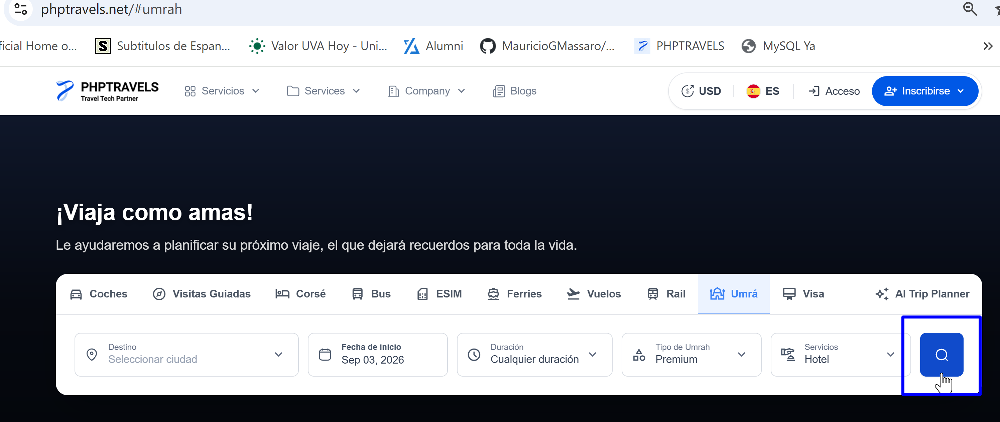 phptravels.net/#umrah
ficial Home o... Subtitulos de Espan... Valor UVA Hoy - Uni... Alumni MauricioGMassaro/... PHPTRAVELS MySQL Ya
PHPTRAVELS
Travel Tech Partner
Servicios Services Company Blogs USD ES Acceso Inscribirse
¡Viaja como amas!
Le ayudaremos a planificar su próximo viaje, el que dejará recuerdos para toda la vida.
Coches Visitas Guiadas Corsé Bus ESIM Ferries Vuelos Rail Umrá Visa AI Trip Planner
Destino Fecha de inicio Duración Tipo de Umrah Servicios
Seleccionar ciudad Sep 03, 2026 Cualquier duración Premium Hotel